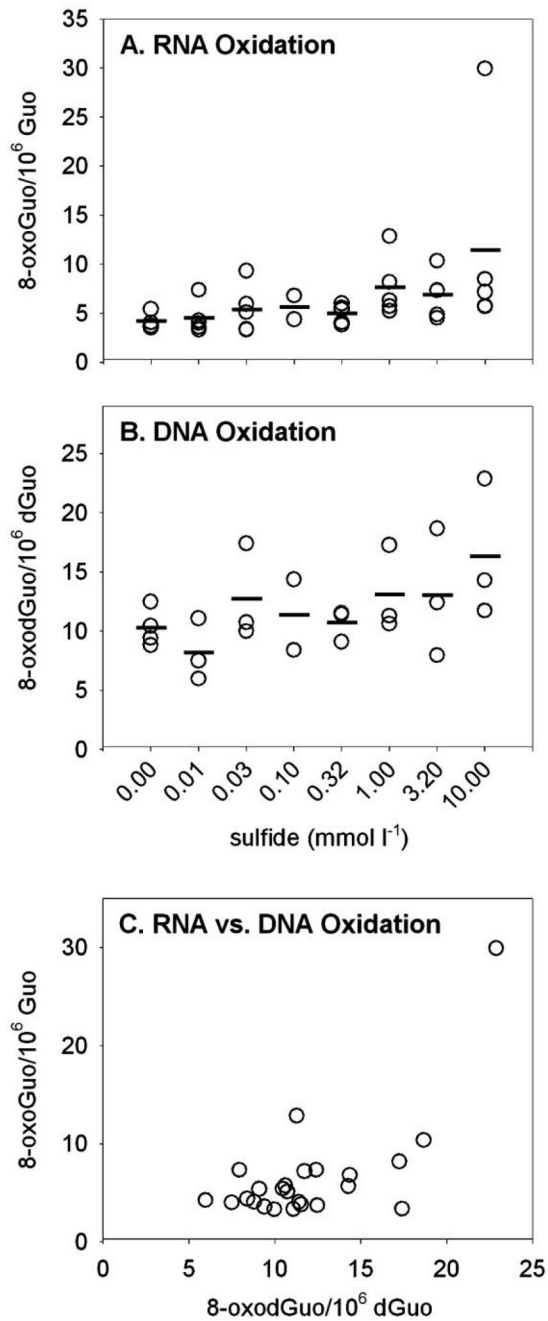 A. RNA Oxidation
8-oxoGuo/10⁶ Guo
35
30
25
20
15
10
5
0
B. DNA Oxidation
8-oxodGuo/10⁶ dGuo
25
20
15
10
5
0
0.00 0.01 0.03 0.10 0.32 1.00 3.20 10.00
sulfide (mmol l⁻¹)
C. RNA vs. DNA Oxidation
8-oxoGuo/10⁶ Guo
30
20
10
0
0 5 10 15 20 25
8-oxodGuo/10⁶ dGuo